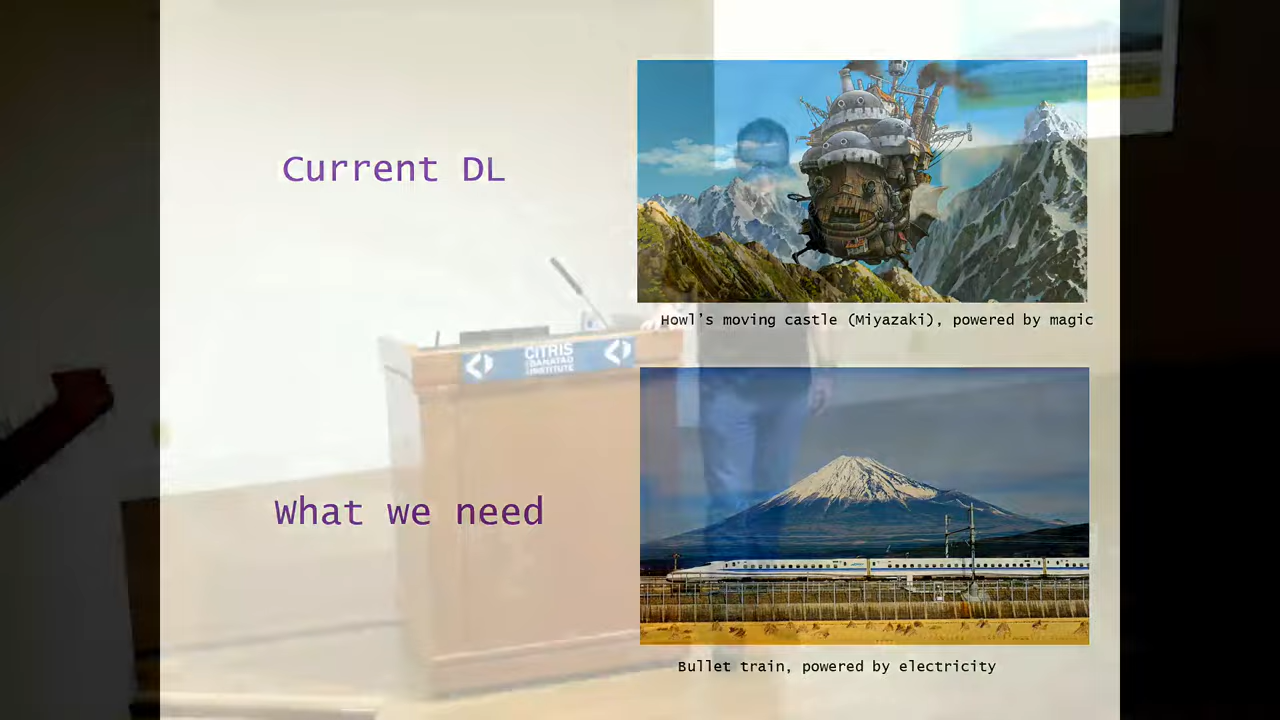 Current DL
Howl's moving castle (Miyazaki), powered by magic
CITRIS
BANATAO
INSTITUTE
What we need
Bullet train, powered by electricity